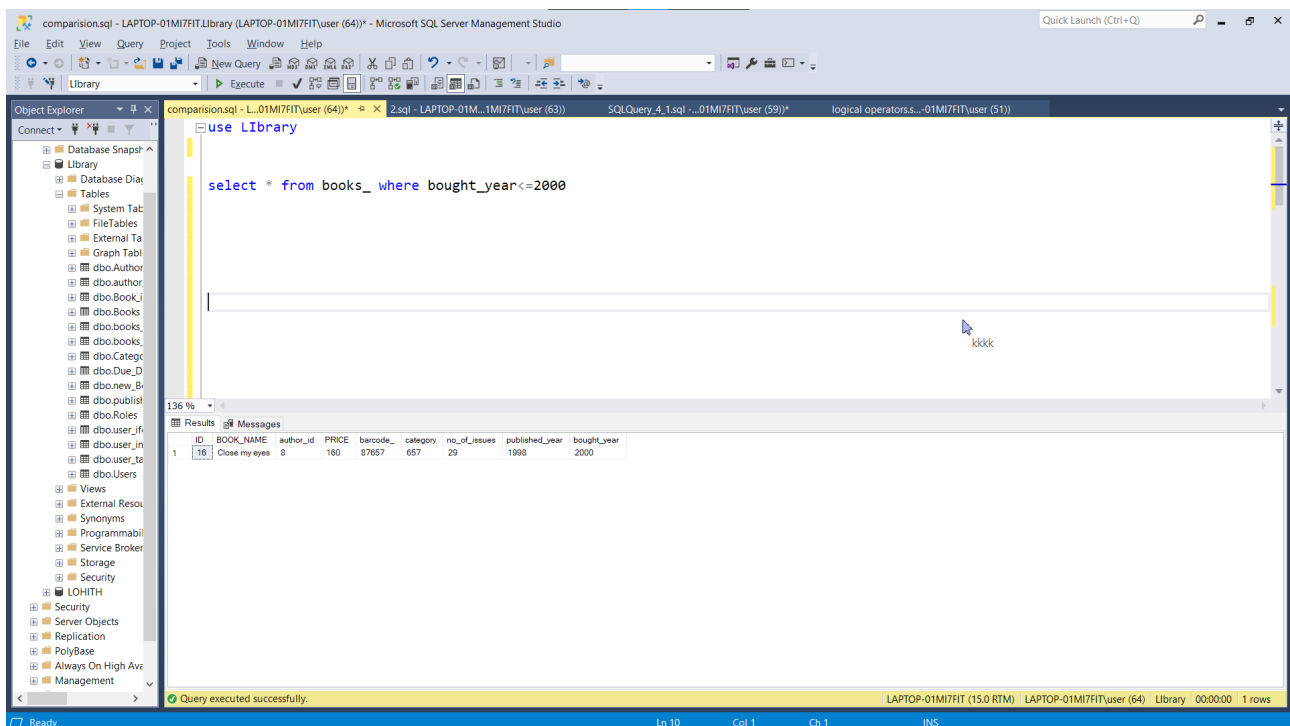 comparision.sql - LAPTOP-01MI7FIT.LIbrary (LAPTOP-01MI7FIT\user (64))* - Microsoft SQL Server Management Studio
Quick Launch (Ctrl+Q)
File Edit View Query Project Tools Window Help
New Query
LIbrary
Execute
Object Explorer
comparision.sql - L...01MI7FIT\user (64))*
2.sql - LAPTOP-01M...1MI7FIT\user (63))
SQLQuery_4_1.sql -...01MI7FIT\user (59))*
logical operators.s...-01MI7FIT\user (51))
Connect
Database Snapsh
LIbrary
Database Diag
Tables
System Tab
FileTables
External Ta
Graph Tabl
dbo.Author
dbo.author_
dbo.Book_i
dbo.Books
dbo.books_
dbo.books_
dbo.Catego
dbo.Due_D
dbo.new_B
dbo.publish
dbo.Roles
dbo.user_if
dbo.user_in
dbo.user_ta
dbo.Users
Views
External Resou
Synonyms
Programmabil
Service Broker
Storage
Security
LOHITH
Security
Server Objects
Replication
PolyBase
Always On High Ava
Management
use LIbrary
select * from books_ where bought_year<=2000
kkkk
136 %
Results Messages
ID BOOK_NAME author_id PRICE barcode_ category no_of_issues published_year bought_year
1 16 Close my eyes 8 160 87657 657 29 1998 2000
Query executed successfully.
LAPTOP-01MI7FIT (15.0 RTM) LAPTOP-01MI7FIT\user (64) LIbrary 00:00:00 1 rows
Ready Ln 10 Col 1 Ch 1 INS